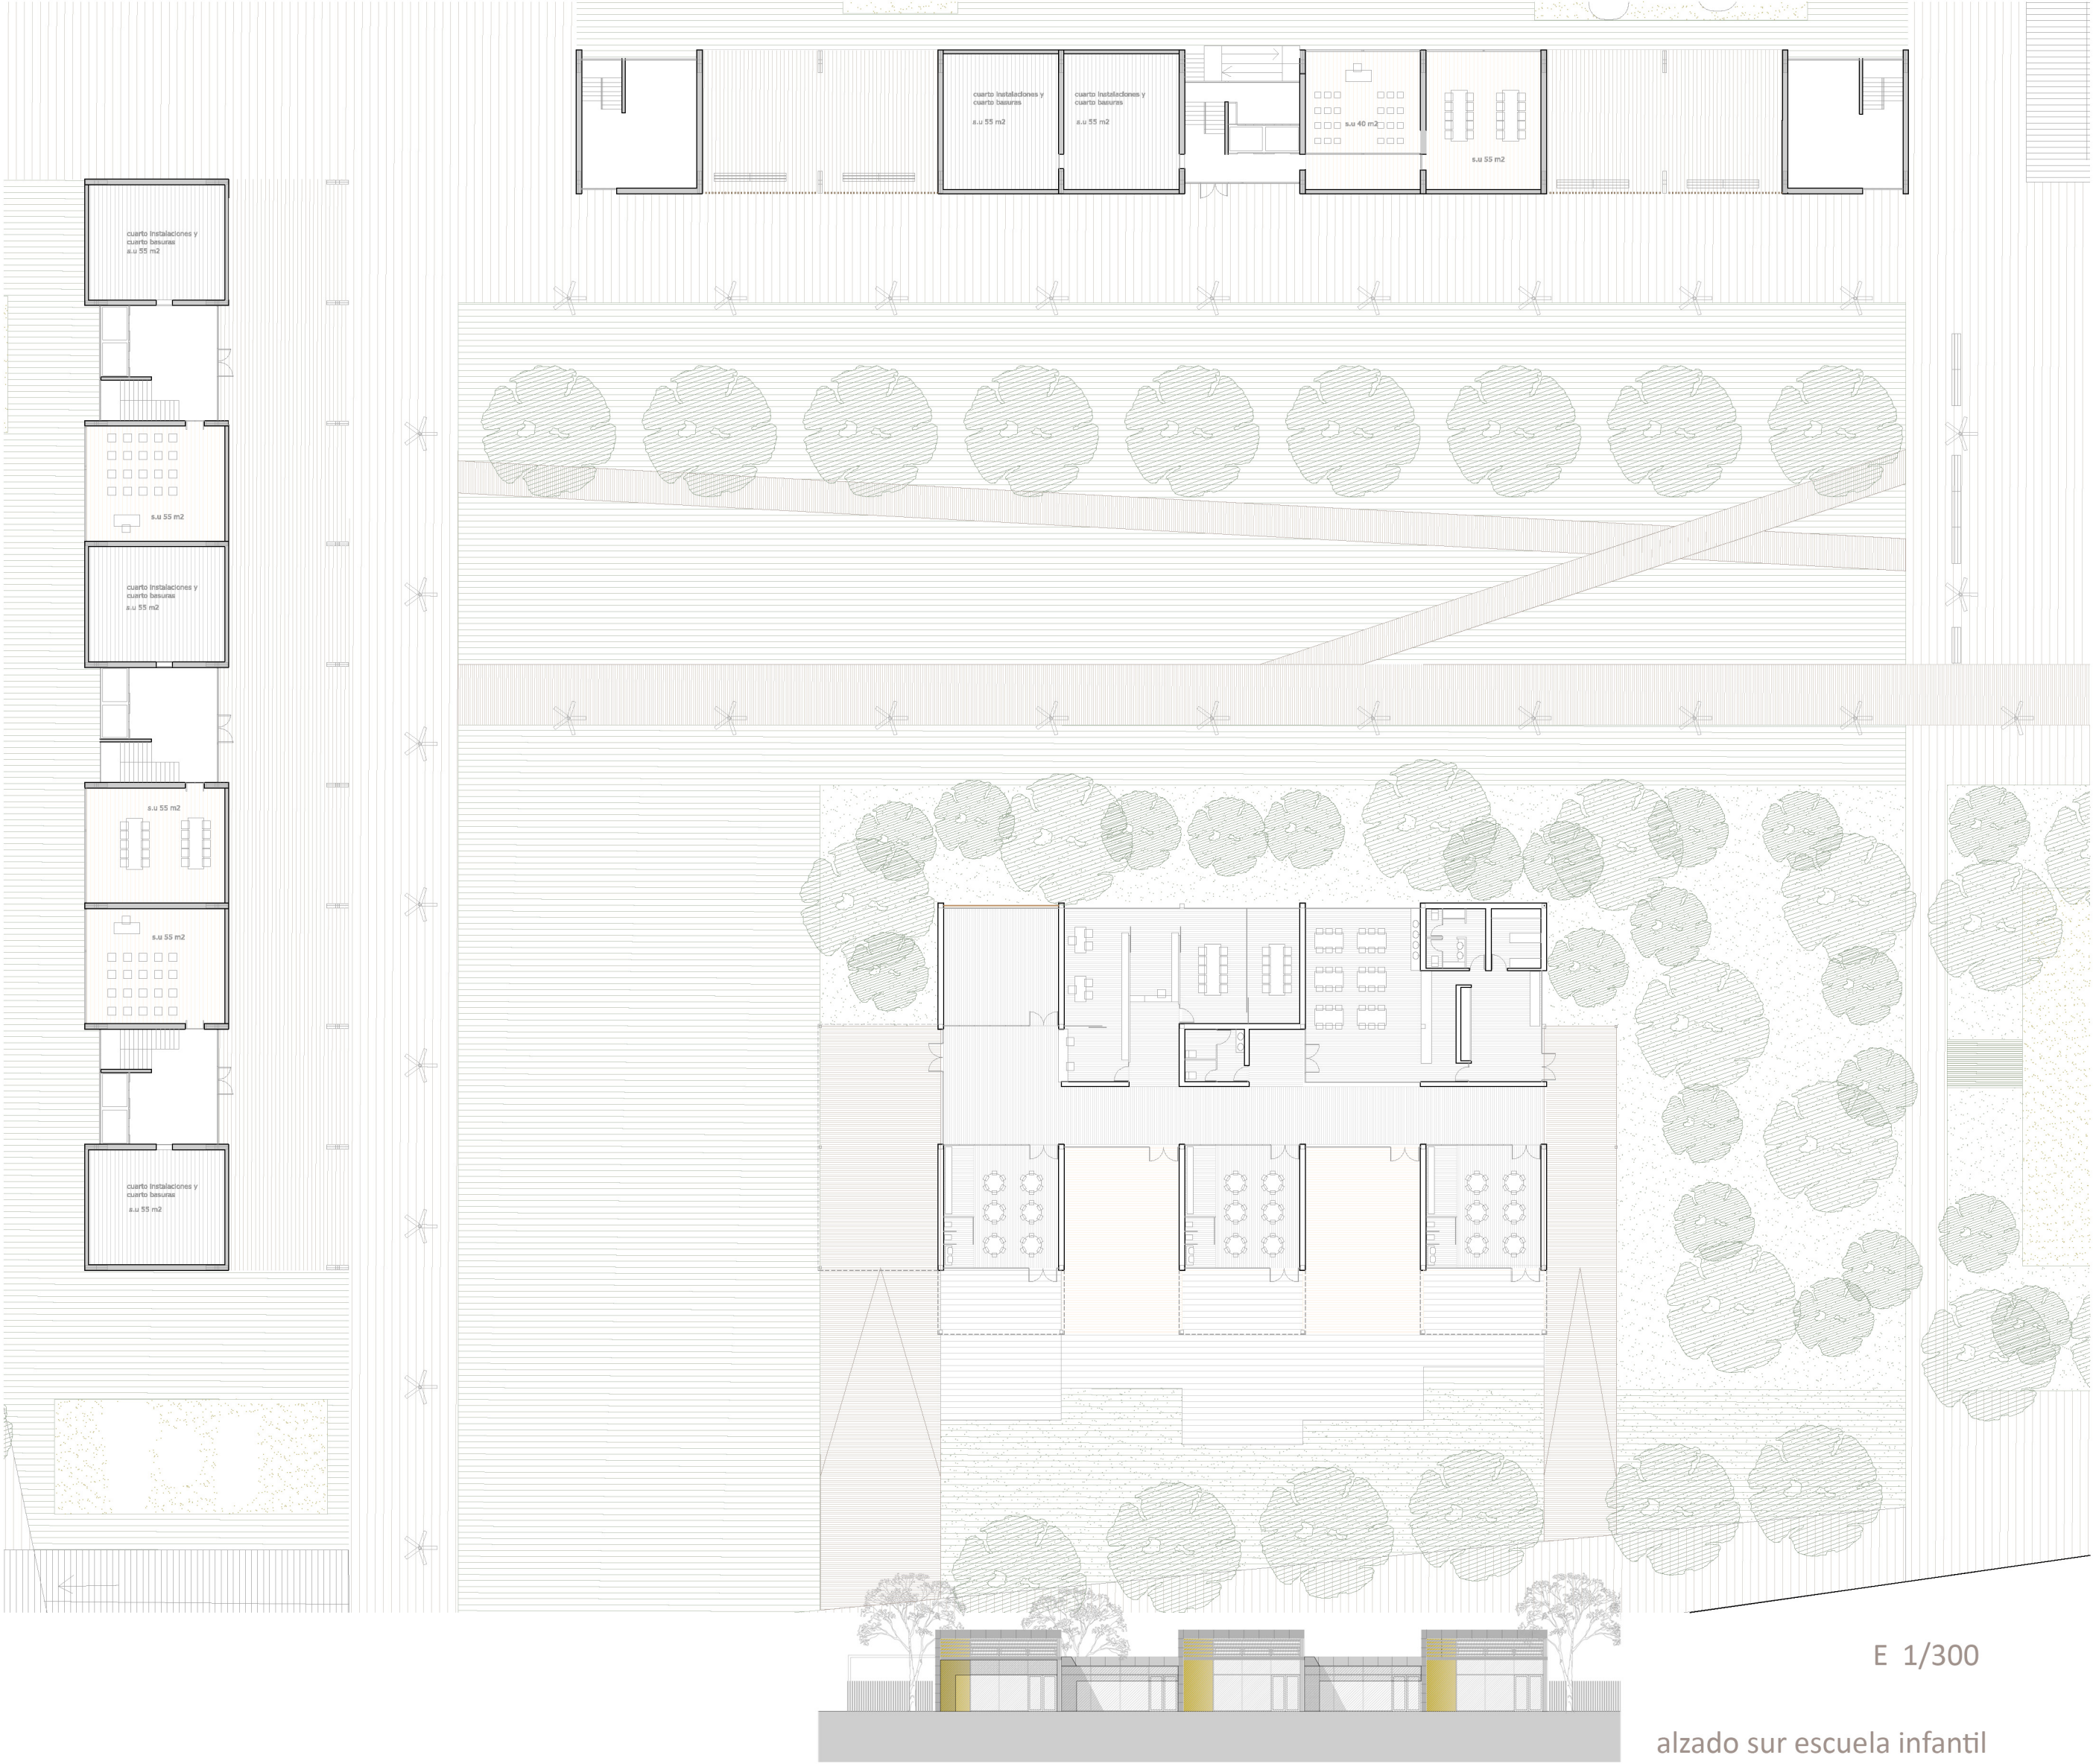 cuarto instalaciones y
cuarto basuras
s.u 55 m2
cuarto instalaciones y
cuarto basuras
s.u 55 m2
s.u 40 m2
s.u 55 m2
cuarto instalaciones y
cuarto basuras
s.u 55 m2
s.u 55 m2
cuarto instalaciones y
cuarto basuras
s.u 55 m2
s.u 55 m2
s.u 55 m2
cuarto instalaciones y
cuarto basuras
s.u 55 m2
E 1/300
alzado sur escuela infantil